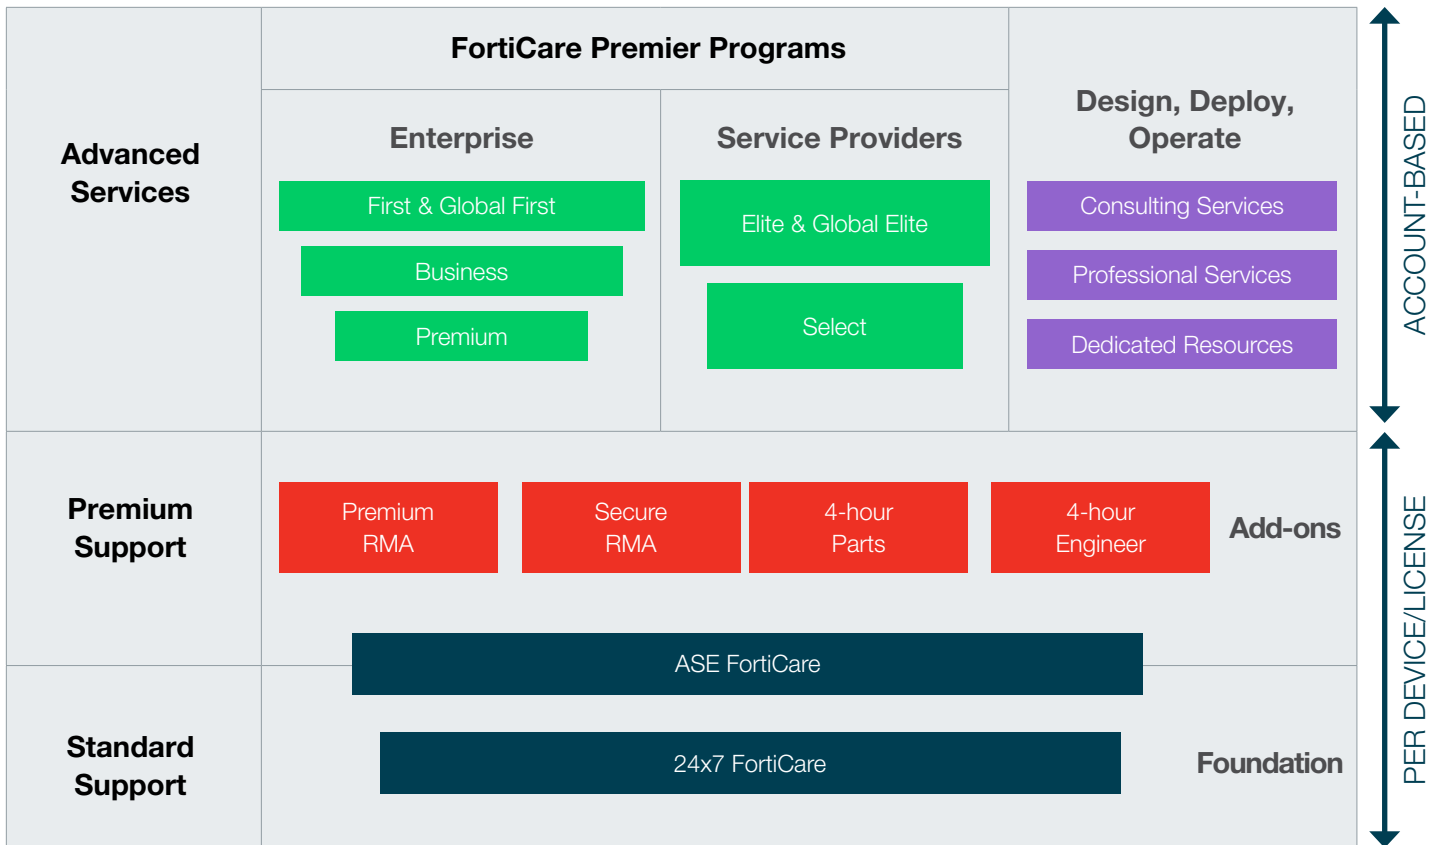 FortiCare Premier Programs
Advanced
Services
Enterprise
First & Global First
Business
Premium
Service Providers
Elite & Global Elite
Select
Design, Deploy,
Operate
Consulting Services
Professional Services
Dedicated Resources
ACCOUNT-BASED
Premium
Support
Premium
RMA
Secure
RMA
4-hour
Parts
4-hour
Engineer
Add-ons
ASE FortiCare
Standard
Support
24x7 FortiCare
Foundation
PER DEVICE/LICENSE